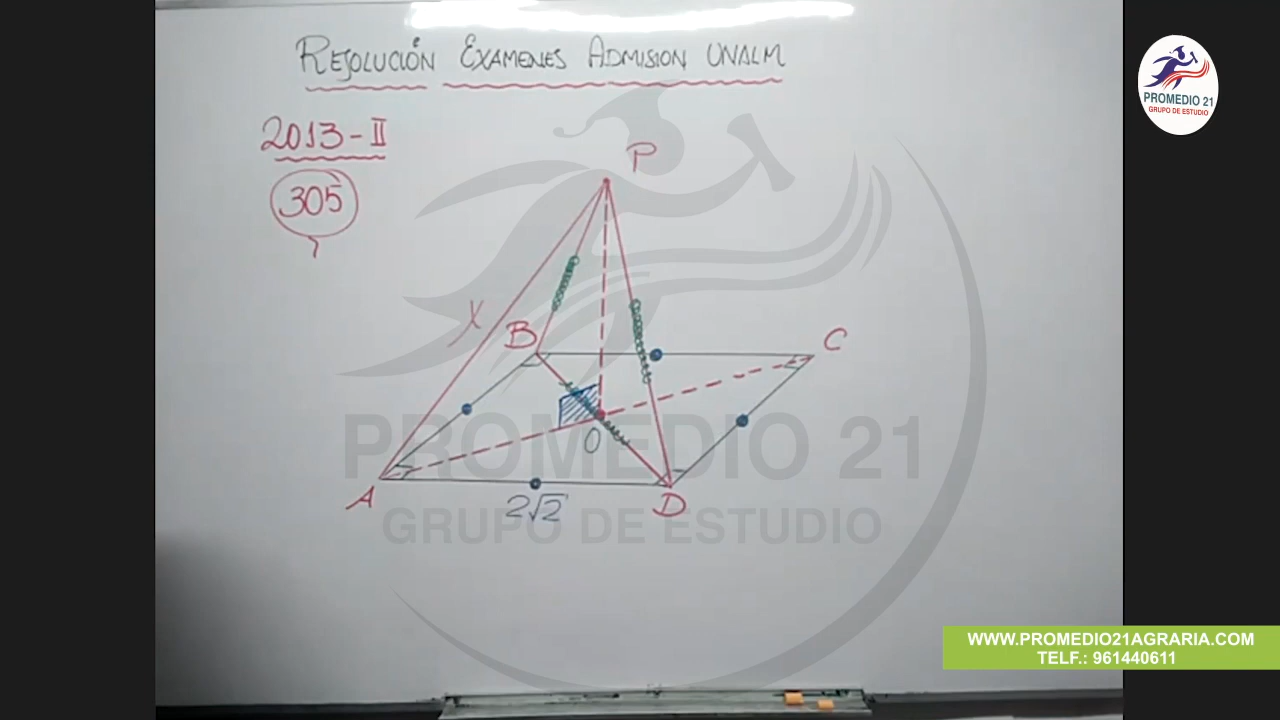 RESOLUCIÓN EXAMENES ADMISION UNALM
2013-II
305
P
X
B
C
O
A
2√2
D
PROMEDIO 21
GRUPO DE ESTUDIO
PROMEDIO 21
GRUPO DE ESTUDIO
WWW.PROMEDIO21AGRARIA.COM
TELF.: 961440611